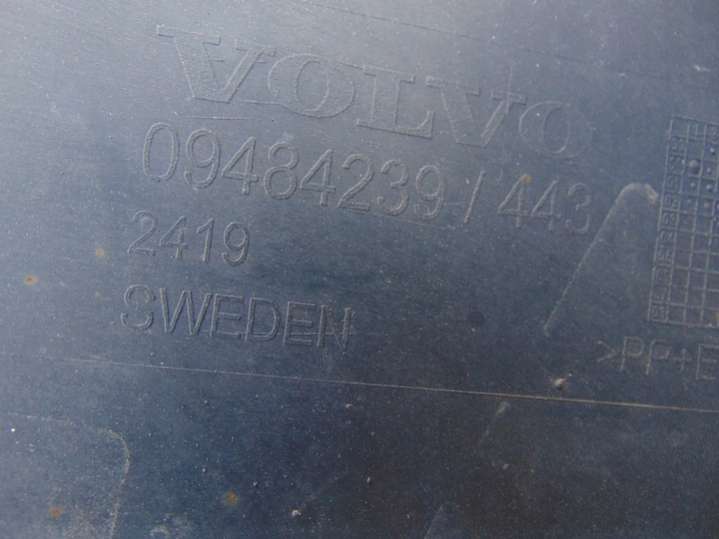 VOLVO
09484239 / 443
2419
SWEDEN
>PP+E